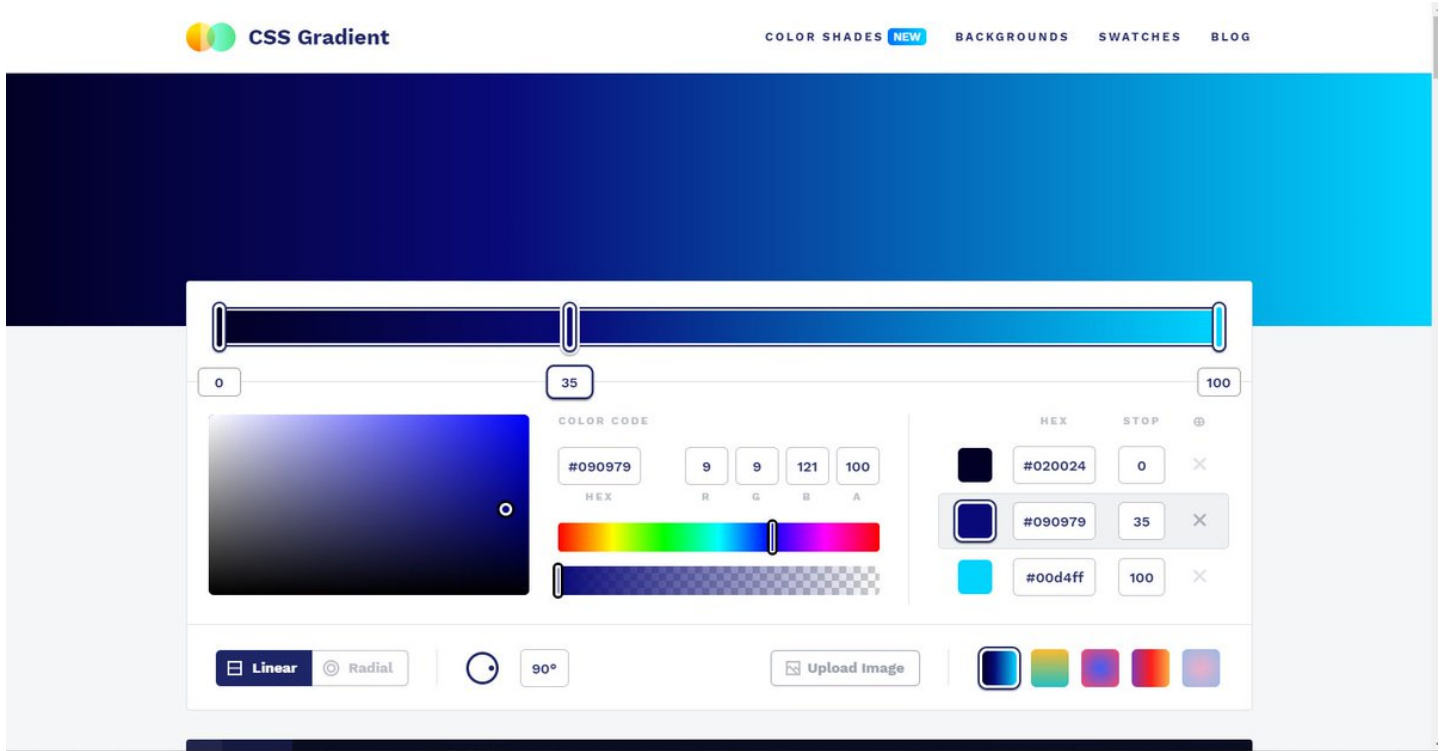 CSS Gradient
COLOR SHADES NEW BACKGROUNDS SWATCHES BLOG
0 35 100
COLOR CODE
#090979 9 9 121 100
HEX R G B A
HEX STOP
#020024 0
#090979 35
#00d4ff 100
Linear Radial 90° Upload Image